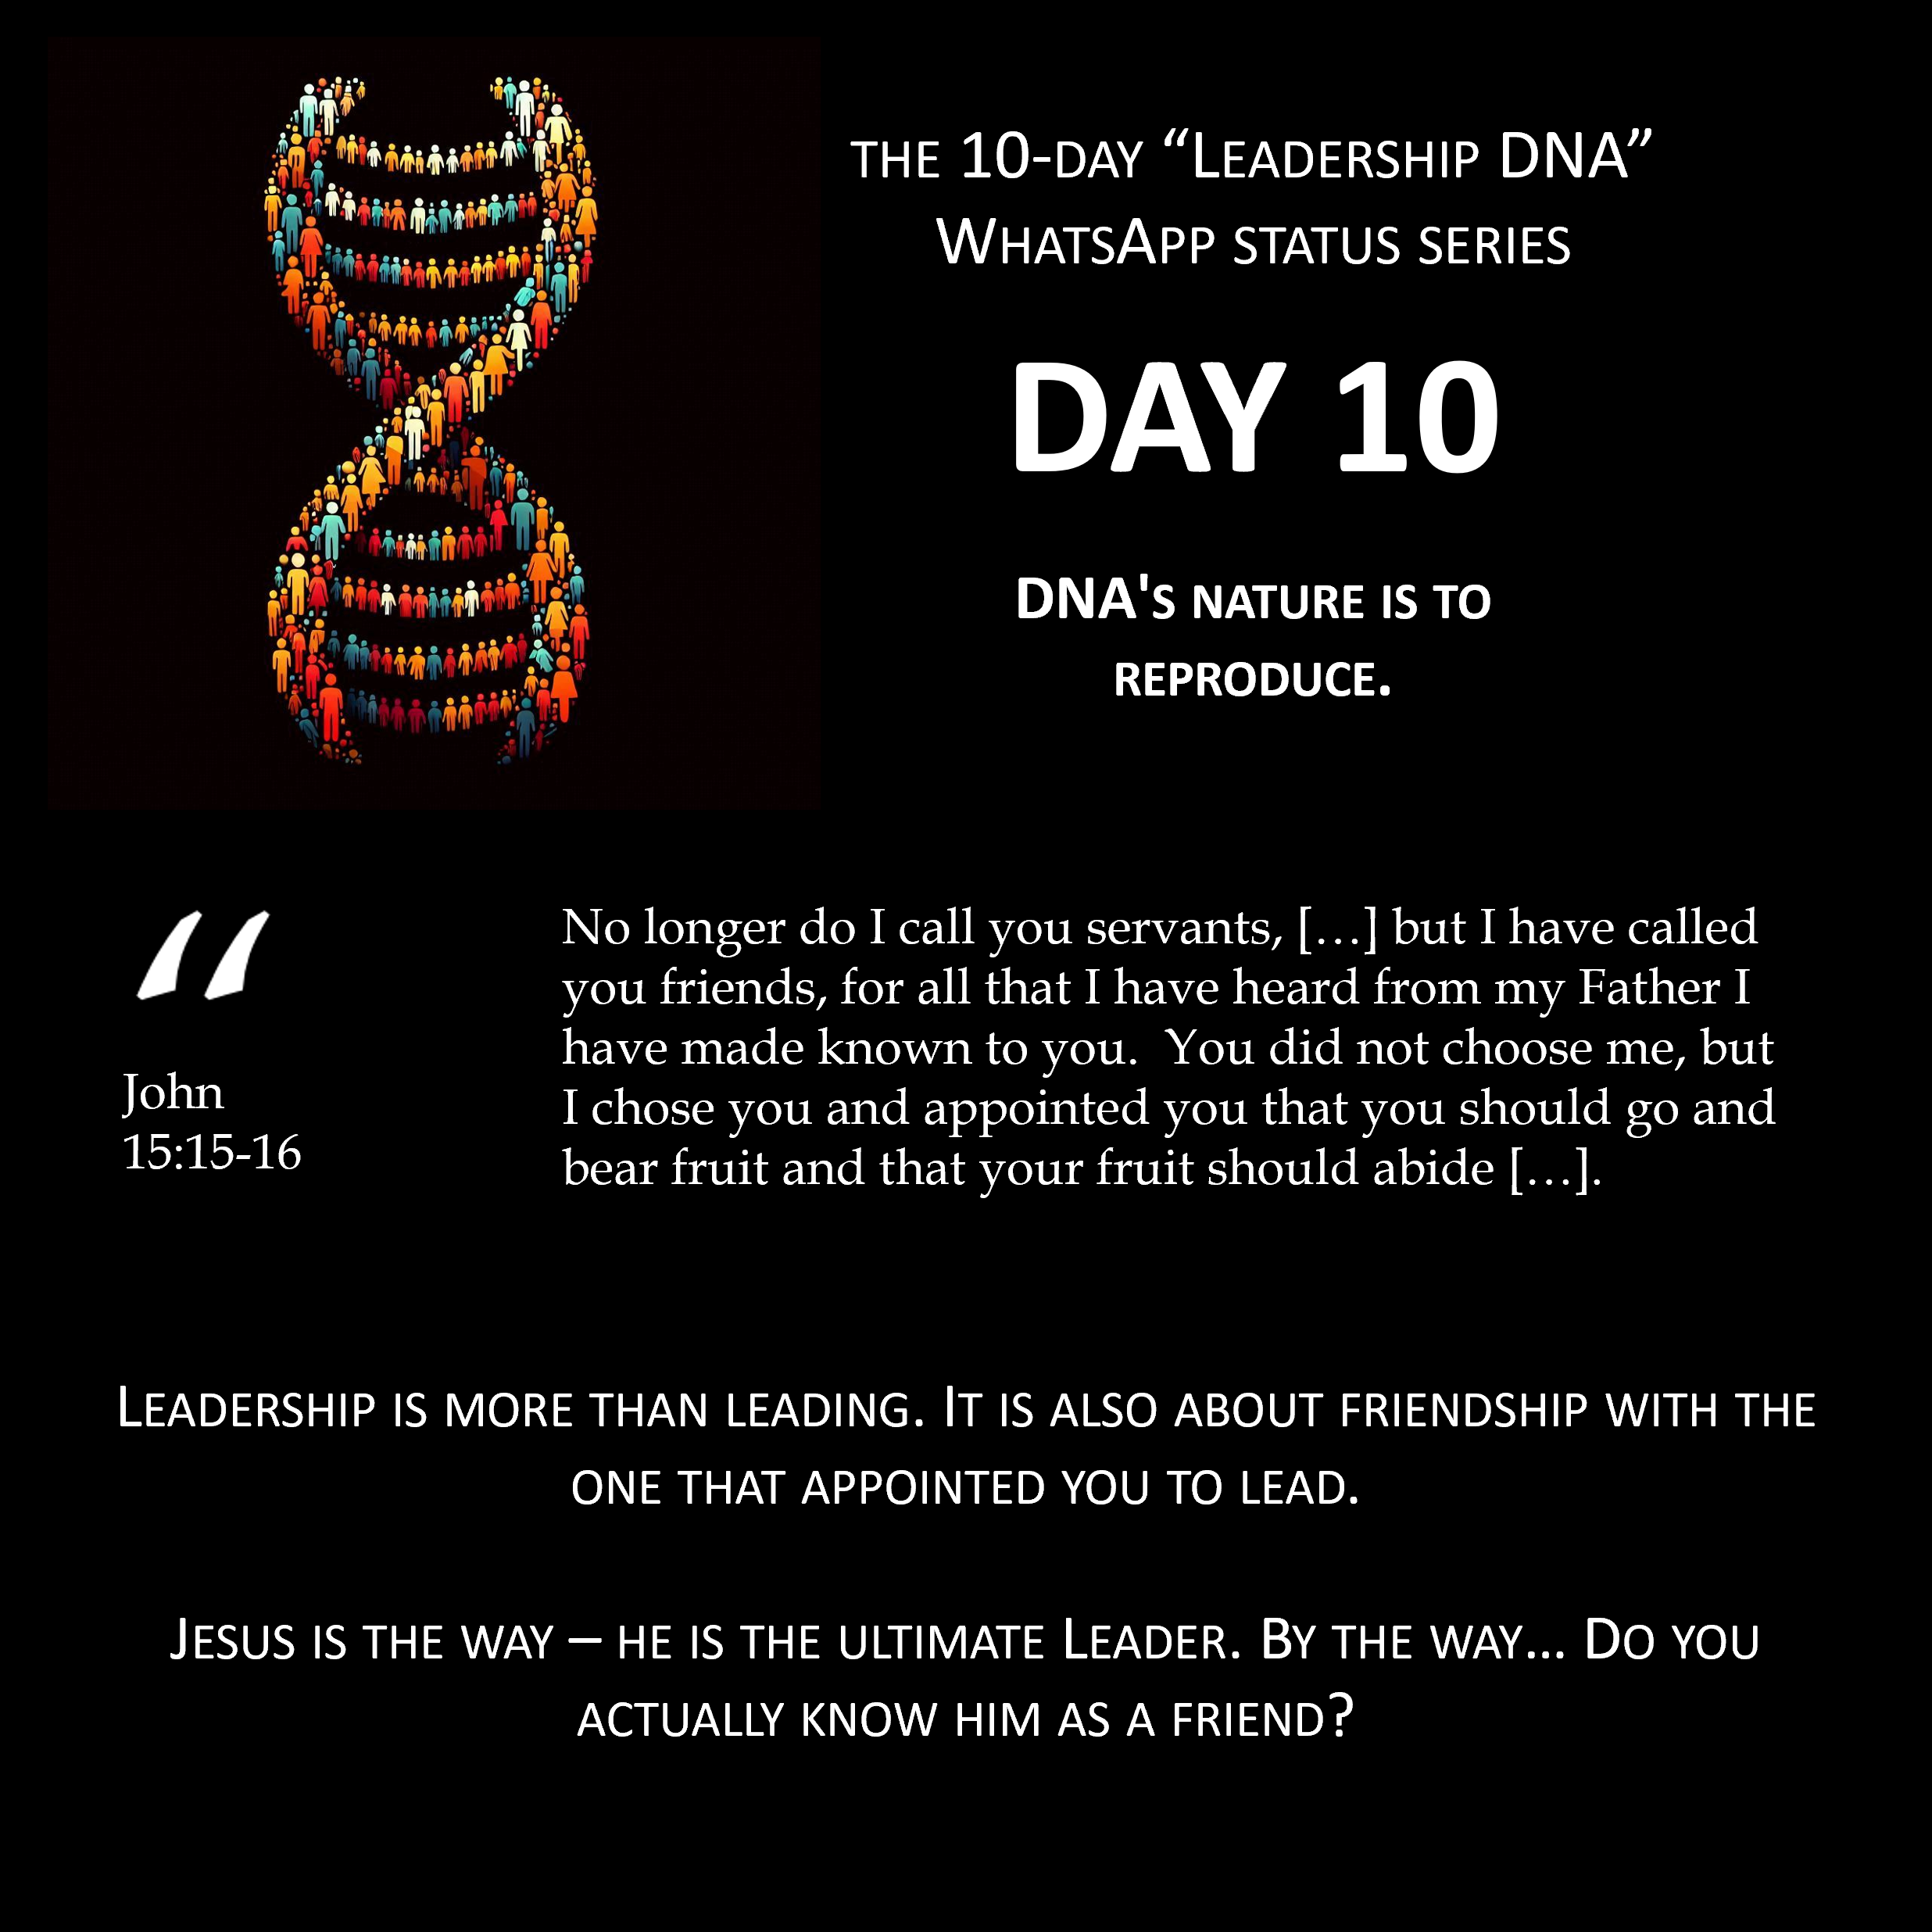 THE 10-DAY “LEADERSHIP DNA”
WHATSAPP STATUS SERIES
DAY 10
DNA'S NATURE IS TO
REPRODUCE.
“
John
15:15-16
No longer do I call you servants, […] but I have called
you friends, for all that I have heard from my Father I
have made known to you.  You did not choose me, but
I chose you and appointed you that you should go and
bear fruit and that your fruit should abide […].
LEADERSHIP IS MORE THAN LEADING. IT IS ALSO ABOUT FRIENDSHIP WITH THE
ONE THAT APPOINTED YOU TO LEAD.
JESUS IS THE WAY – HE IS THE ULTIMATE LEADER. BY THE WAY… DO YOU
ACTUALLY KNOW HIM AS A FRIEND?